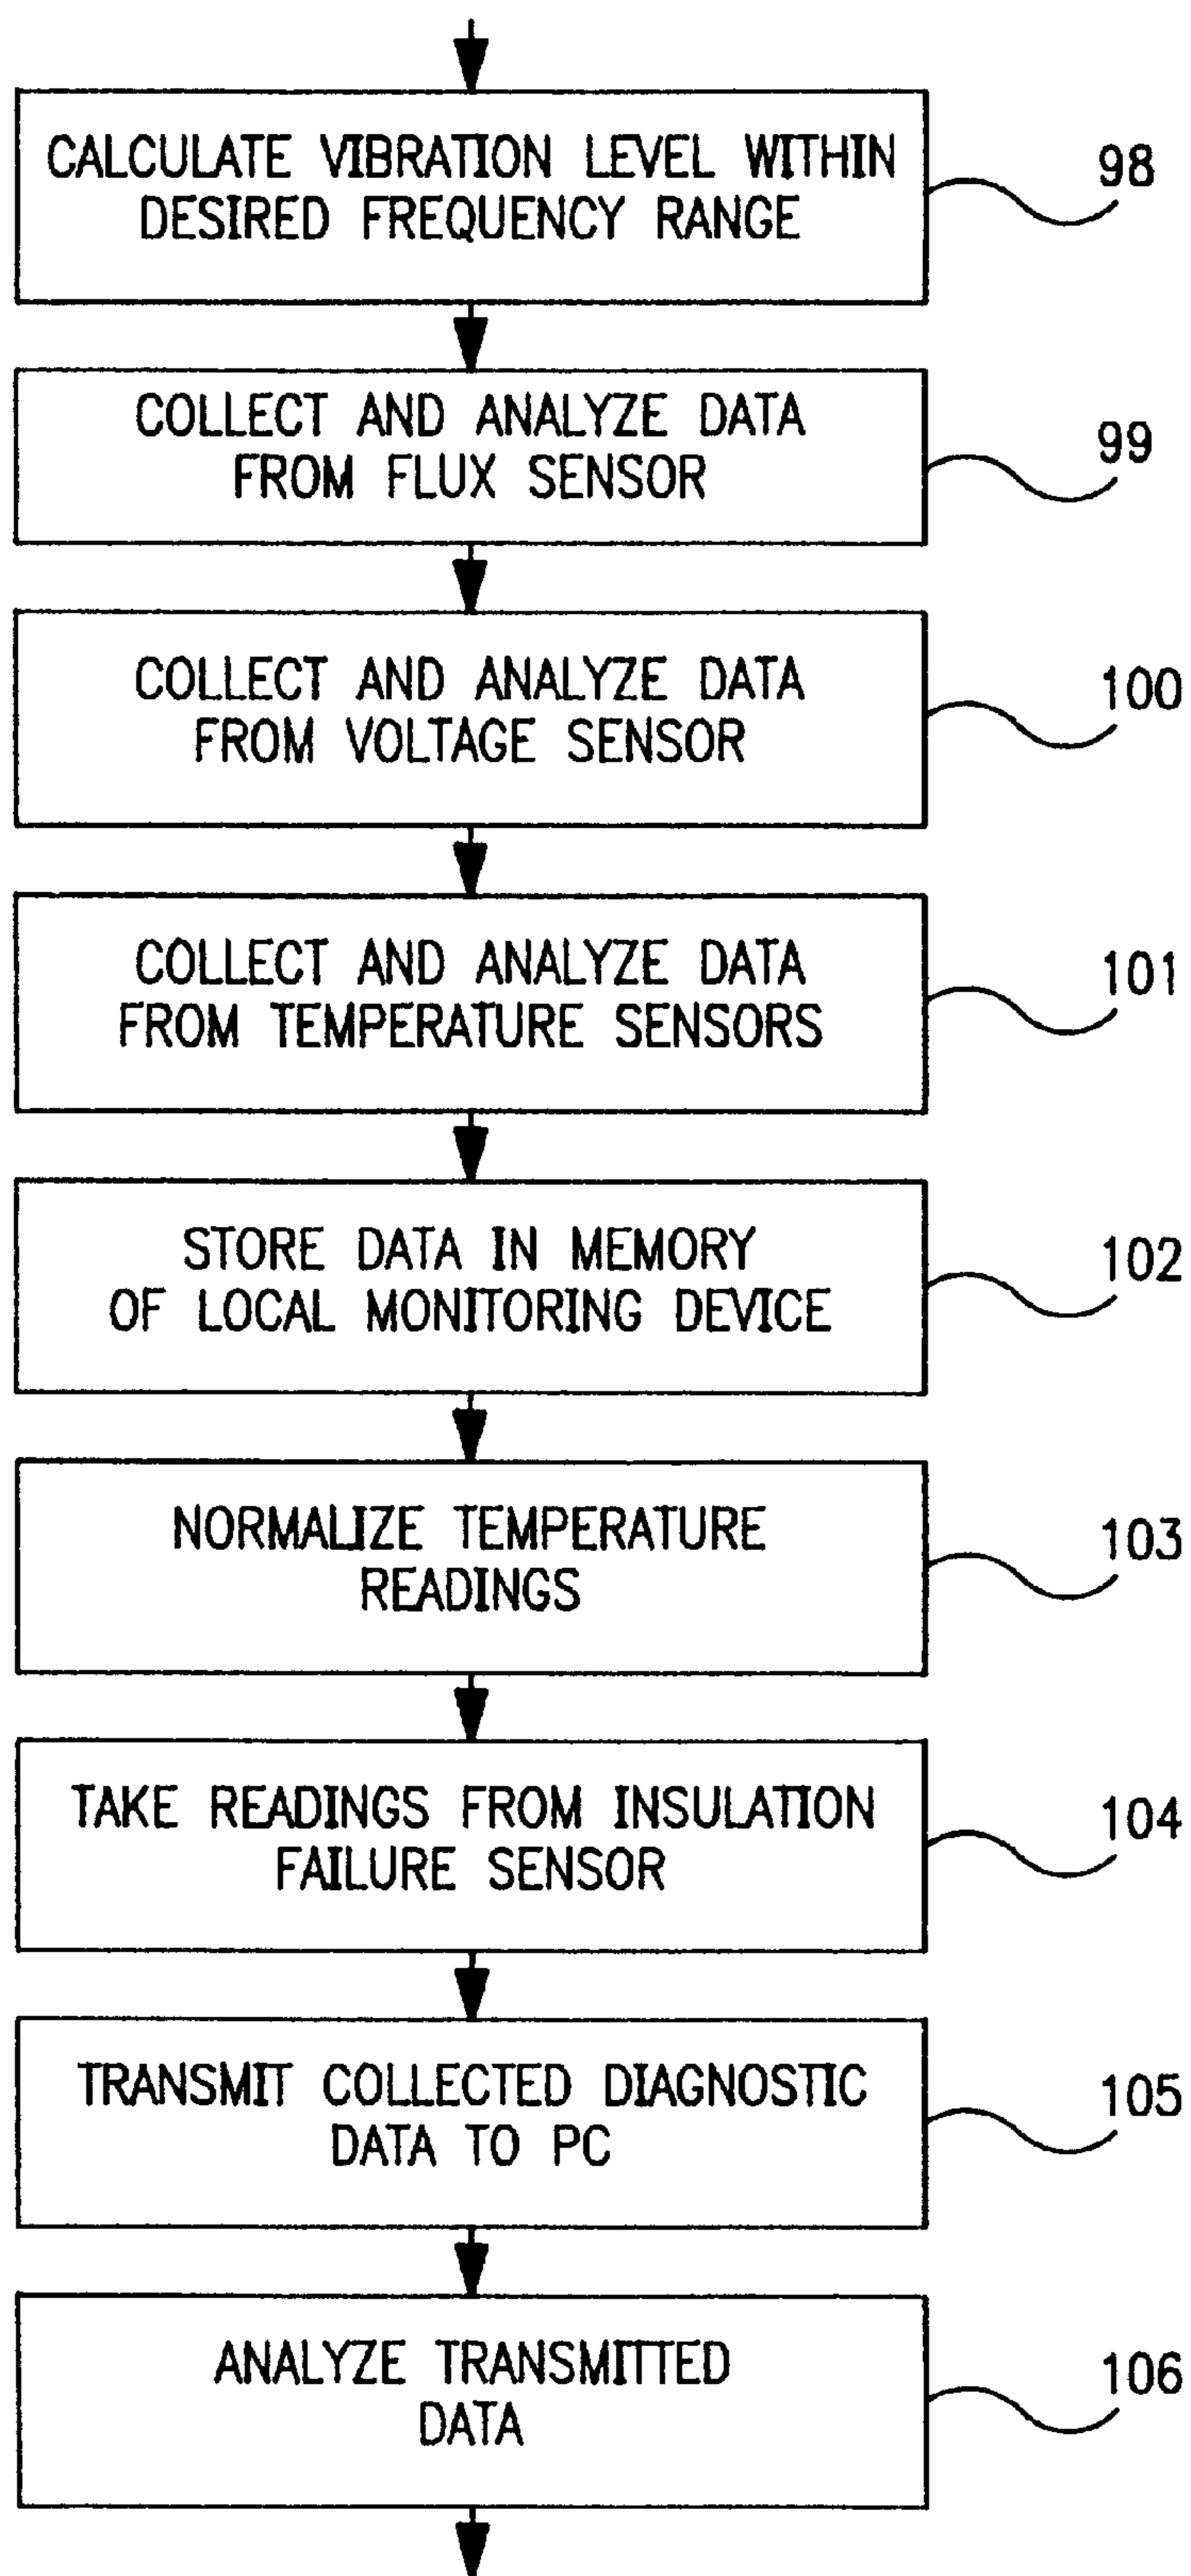 CALCULATE VIBRATION LEVEL WITHIN
DESIRED FREQUENCY RANGE
98
COLLECT AND ANALYZE DATA
FROM FLUX SENSOR
99
COLLECT AND ANALYZE DATA
FROM VOLTAGE SENSOR
100
COLLECT AND ANALYZE DATA
FROM TEMPERATURE SENSORS
101
STORE DATA IN MEMORY
OF LOCAL MONITORING DEVICE
102
NORMALIZE TEMPERATURE
READINGS
103
TAKE READINGS FROM INSULATION
FAILURE SENSOR
104
TRANSMIT COLLECTED DIAGNOSTIC
DATA TO PC
105
ANALYZE TRANSMITTED
DATA
106